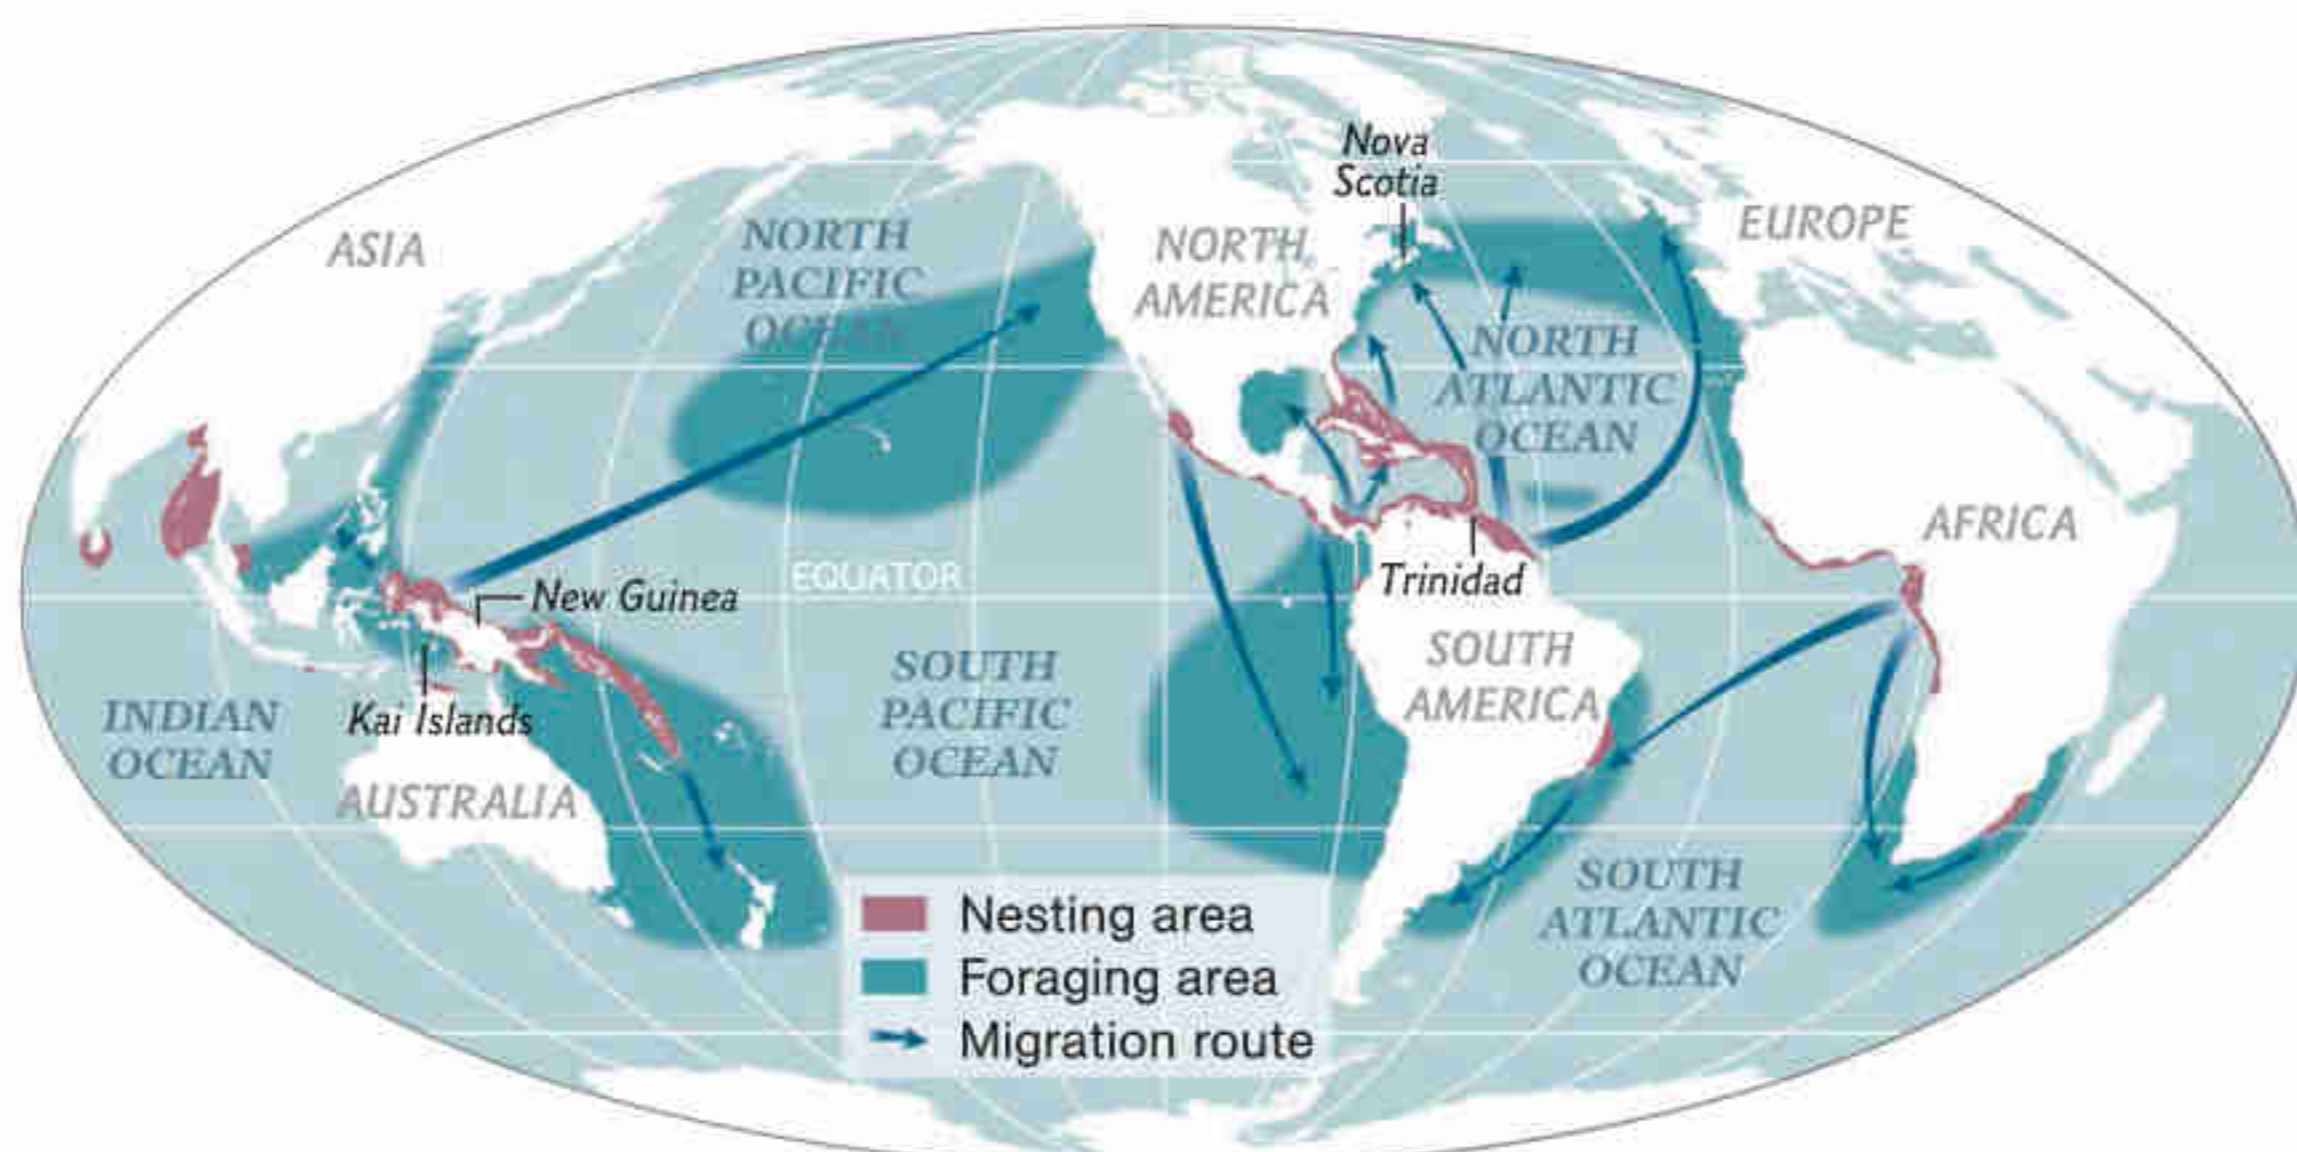 Nova
Scotia
EUROPE
ASIA
NORTH
PACIFIC
OCEAN
NORTH
AMERICA
NORTH
ATLANTIC
OCEAN
AFRICA
EQUATOR
New Guinea
Trinidad
SOUTH
AMERICA
SOUTH
PACIFIC
OCEAN
INDIAN
OCEAN
Kai Islands
AUSTRALIA
SOUTH
ATLANTIC
OCEAN
Nesting area
Foraging area
Migration route